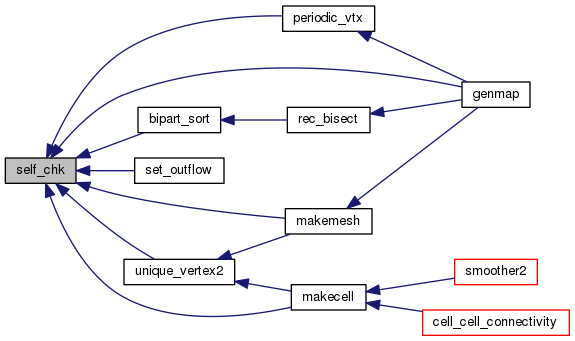 periodic_vtx
genmap
bipart_sort
rec_bisect
self_chk
set_outflow
makemesh
unique_vertex2
smoother2
makecell
cell_cell_connectivity